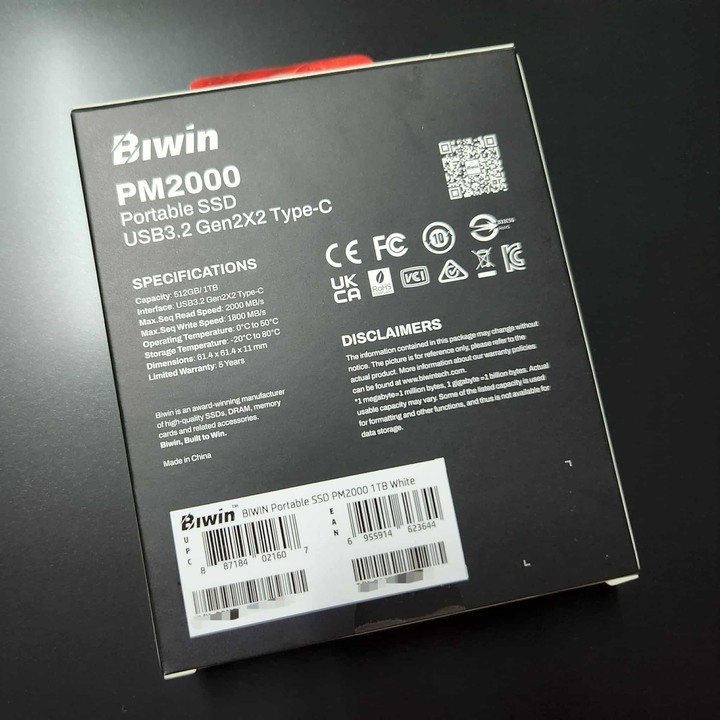 Biwin
PM2000
Portable SSD
USB3.2 Gen2X2 Type-C
SPECIFICATIONS
Capacity: 512GB/ 1TB
Interface: USB3.2 Gen2X2 Type-C
Max.Seq Read Speed: 2000 MB/s
Max.Seq Write Speed: 1800 MB/s
Operating Temperature: 0°C to 50°C
Storage Temperature: -20°C to 80°C
Dimensions: 61.4 x 61.4 x 11 mm
Limited Warranty: 5 Years
Biwin is an award-winning manufacturer
of high-quality SSDs, DRAM, memory
cards and related accessories.
Biwin, Built to Win.
Made in China
CE FC 10
RoHS
UK
CA
RoHS
VCI
DISCLAIMERS
The information contained in this package may change without
notice. The picture is for reference only, please refer to the
actual product. More information about our warranty policies
can be found at www.biwintech.com.
*1 megabyte=1 million bytes, 1 gigabyte =1 billion bytes. Actual
usable capacity may vary. Some of the listed capacity is used
for formatting and other functions, and thus is not available for
data storage.
Biwin™ BIWIN Portable SSD PM2000 1TB White
UPC
8 87184 02160 7
EAN
6 955914 623644